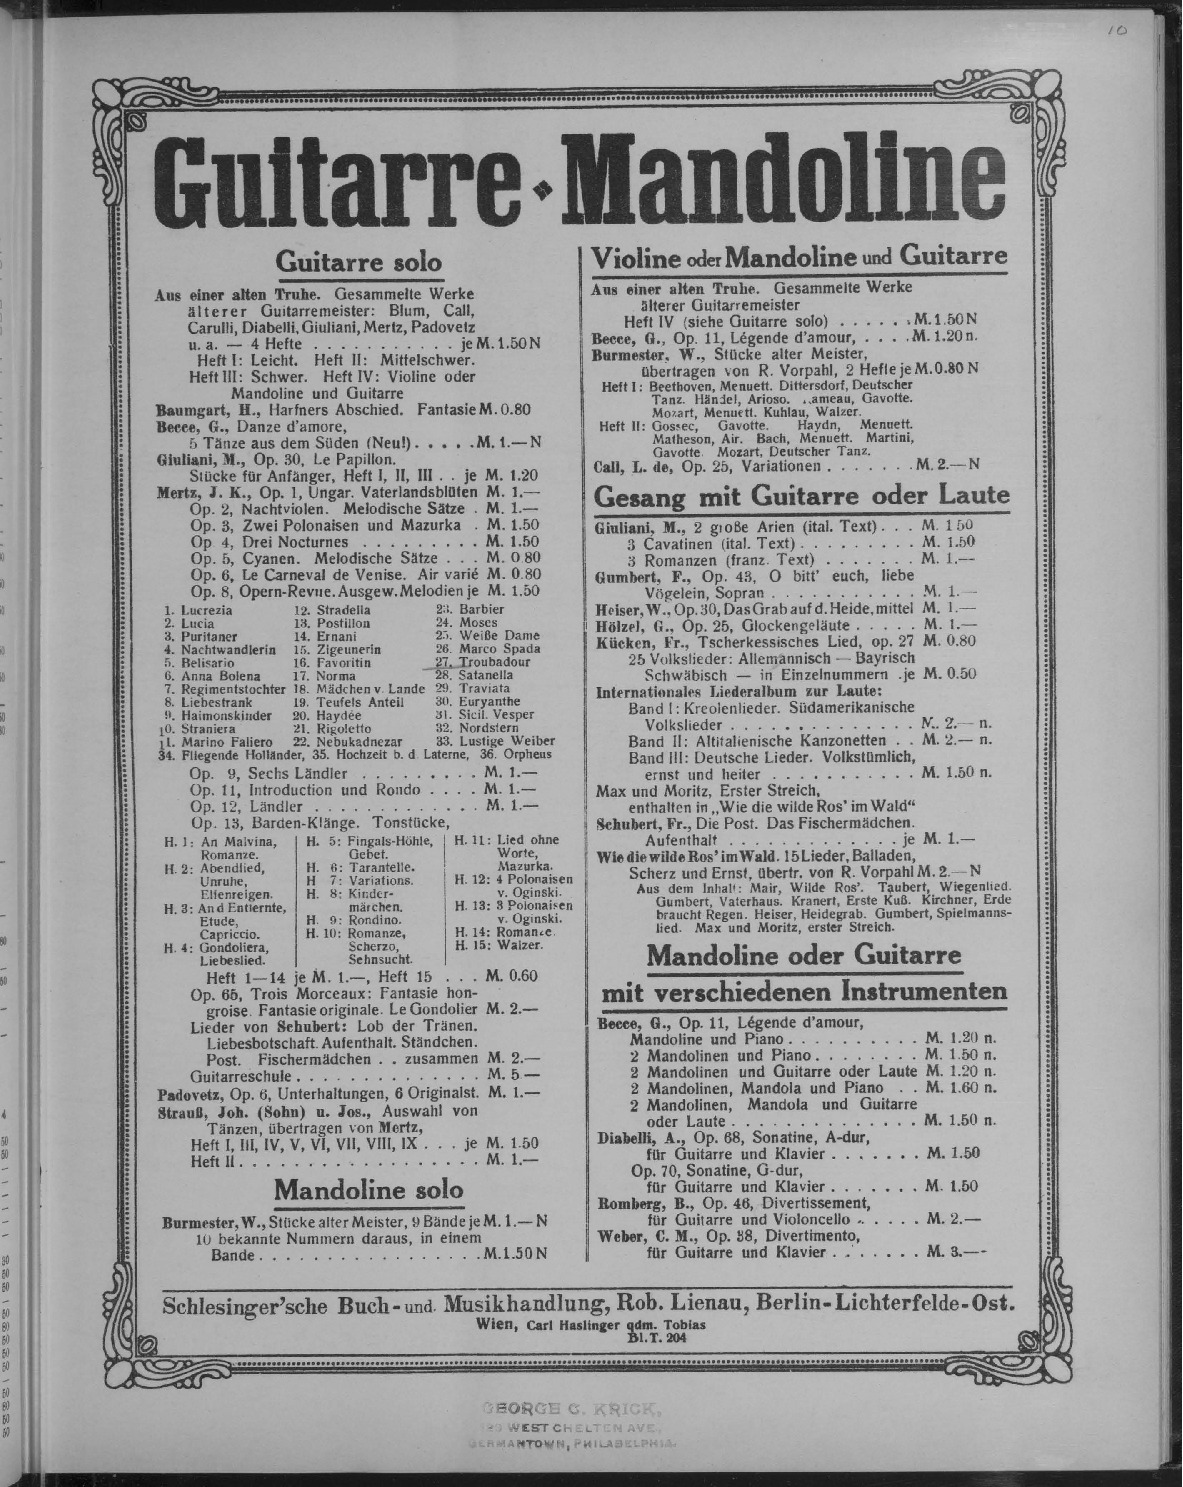 10
Guitarre · Mandoline
Guitarre solo
Aus einer alten Truhe. Gesammelte Werke
älterer Guitarremeister: Blum, Call,
Carulli, Diabelli, Giuliani, Mertz, Padovetz
u. a. — 4 Hefte . . . . . . . . . . . je M. 1.50 N
Heft I: Leicht. Heft II: Mittelschwer.
Heft III: Schwer. Heft IV: Violine oder
Mandoline und Guitarre
Baumgart, H., Harfners Abschied. Fantasie M. 0.80
Becce, G., Danze d'amore,
5 Tänze aus dem Süden (Neu!) . . . . . M. 1.— N
Giuliani, M., Op. 30, Le Papillon.
Stücke für Anfänger, Heft I, II, III . . je M. 1.20
Mertz, J. K., Op. 1, Ungar. Vaterlandsblüten M. 1.—
Op. 2, Nachtviolen. Melodische Sätze . M. 1.—
Op. 3, Zwei Polonaisen und Mazurka . M. 1.50
Op 4, Drei Nocturnes . . . . . . . . . M. 1.50
Op. 5, Cyanen. Melodische Sätze . . . M. 0 80
Op. 6, Le Carneval de Venise. Air varié M. 0.80
Op. 8, Opern-Revue. Ausgew. Melodien je M. 1.50
1. Lucrezia 12. Stradella 23. Barbier
2. Lucia 13. Postillon 24. Moses
3. Puritaner 14. Ernani 25. Weiße Dame
4. Nachtwandlerin 15. Zigeunerin 26. Marco Spada
5. Belisario 16. Favoritin 27. Troubadour
6. Anna Bolena 17. Norma 28. Satanella
7. Regimentstochter 18. Mädchen v. Lande 29. Traviata
8. Liebestrank 19. Teufels Anteil 30. Euryanthe
9. Haimonskinder 20. Haydée 31. Sicil. Vesper
10. Straniera 21. Rigoletto 32. Nordstern
11. Marino Faliero 22. Nebukadnezar 33. Lustige Weiber
34. Fliegende Holländer, 35. Hochzeit b. d. Laterne, 36. Orpheus
Op. 9, Sechs Ländler . . . . . . . . . M. 1.—
Op. 11, Introduction und Rondo . . . . M. 1.—
Op. 12, Ländler . . . . . . . . . . . . . M. 1.—
Op. 13, Barden-Klänge. Tonstücke,
H. 1: An Malvina, Romanze.
H. 2: Abendlied, Unruhe, Elfenreigen.
H. 3: An d Entfernte, Etude, Capriccio.
H. 4: Gondoliera, Liebeslied.
H. 5: Fingals-Höhle, Gebet.
H. 6: Tarantelle.
H 7: Variations.
H. 8: Kinder-
märchen.
H. 9: Rondino.
H. 10: Romanze, Scherzo, Sehnsucht.
H. 11: Lied ohne Worte, Mazurka.
H. 12: 4 Polonaisen v. Oginski.
H. 13: 3 Polonaisen v. Oginski.
H. 14: Romance.
H. 15: Walzer.
Heft 1—14 je M. 1.—, Heft 15 . . . M. 0.60
Op. 65, Trois Morceaux: Fantasie hon-
groise. Fantasie originale. Le Gondolier M. 2.—
Lieder von Schubert: Lob der Tränen.
Liebesbotschaft. Aufenthalt. Ständchen.
Post. Fischermädchen . . zusammen M. 2.—
Guitarreschule . . . . . . . . . . . . . . M. 5 —
Padovetz, Op. 6, Unterhaltungen, 6 Originalst. M. 1.—
Strauß, Joh. (Sohn) u. Jos., Auswahl von
Tänzen, übertragen von Mertz,
Heft I, III, IV, V, VI, VII, VIII, IX . . . je M. 1.50
Heft II . . . . . . . . . . . . . . . . . . M. 1.—
Mandoline solo
Burmester, W., Stücke alter Meister, 9 Bände je M. 1.— N
10 bekannte Nummern daraus, in einem
Bande . . . . . . . . . . . . . . . . . M. 1.50 N
Violine oder Mandoline und Guitarre
Aus einer alten Truhe. Gesammelte Werke
älterer Guitarremeister
Heft IV (siehe Guitarre solo) . . . . . . M. 1.50 N
Becce, G., Op. 11, Légende d'amour, . . . . M. 1.20 n.
Burmester, W., Stücke alter Meister,
übertragen von R. Vorpahl, 2 Hefte je M. 0.80 N
Heft I: Beethoven, Menuett. Dittersdorf, Deutscher
Tanz. Händel, Arioso. ameau, Gavotte.
Mozart, Menuett. Kuhlau, Walzer.
Heft II: Gossec, Gavotte. Haydn, Menuett.
Matheson, Air. Bach, Menuett. Martini,
Gavotte. Mozart, Deutscher Tanz.
Call, L. de, Op. 25, Variationen . . . . . . . M. 2.— N
Gesang mit Guitarre oder Laute
Giuliani, M., 2 große Arien (ital. Text) . . . M. 1 50
3 Cavatinen (ital. Text) . . . . . . . . . M. 1.50
3 Romanzen (franz. Text) . . . . . . . M. 1.—
Gumbert, F., Op. 43, O bitt' euch, liebe
Vögelein, Sopran . . . . . . . . . . . M. 1.—
Heiser, W., Op. 30, Das Grab auf d. Heide, mittel M. 1.—
Hölzel, G., Op. 25, Glockengeläute . . . . . M. 1.—
Kücken, Fr., Tscherkessisches Lied, op. 27 M. 0.80
25 Volkslieder: Allemannisch — Bayrisch
Schwäbisch — in Einzelnummern . je M. 0.50
Internationales Liederalbum zur Laute:
Band I: Kreolenlieder. Südamerikanische
Volkslieder . . . . . . . . . . . . . . M. 2.— n.
Band II: Altitalienische Kanzonetten . . M. 2.— n.
Band III: Deutsche Lieder. Volkstümlich,
ernst und heiter . . . . . . . . . . . M. 1.50 n.
Max und Moritz, Erster Streich,
enthalten in „Wie die wilde Ros' im Wald“
Schubert, Fr., Die Post. Das Fischermädchen.
Aufenthalt . . . . . . . . . . . . . je M. 1.—
Wie die wilde Ros' im Wald. 15 Lieder, Balladen,
Scherz und Ernst, übertr. von R. Vorpahl M. 2.— N
Aus dem Inhalt: Mair, Wilde Ros'. Taubert, Wiegenlied.
Gumbert, Vaterhaus. Kranert, Erste Kuß. Kirchner, Erde
braucht Regen. Heiser, Heidegrab. Gumbert, Spielmanns-
lied. Max und Moritz, erster Streich.
Mandoline oder Guitarre
mit verschiedenen Instrumenten
Becce, G., Op. 11, Légende d'amour,
Mandoline und Piano . . . . . . . . . . M. 1.20 n.
2 Mandolinen und Piano . . . . . . . . M. 1.50 n.
2 Mandolinen und Guitarre oder Laute M. 1.20 n.
2 Mandolinen, Mandola und Piano . . M. 1.60 n.
2 Mandolinen, Mandola und Guitarre
oder Laute . . . . . . . . . . . . . . M. 1.50 n.
Diabelli, A., Op. 68, Sonatine, A-dur,
für Guitarre und Klavier . . . . . . . M. 1.50
Op. 70, Sonatine, G-dur,
für Guitarre und Klavier . . . . . . . M. 1.50
Romberg, B., Op. 46, Divertissement,
für Guitarre und Violoncello . . . . . M. 2.—
Weber, C. M., Op. 38, Divertimento,
für Guitarre und Klavier . . . . . . . M. 3.—
Schlesinger'sche Buch- und Musikhandlung, Rob. Lienau, Berlin-Lichterfelde-Ost.
Wien, Carl Haslinger qdm. Tobias
Bl. T. 204
GEORGE C. KRICK,
WEST CHELTEN AVE.
GERMANTOWN, PHILADELPHIA.